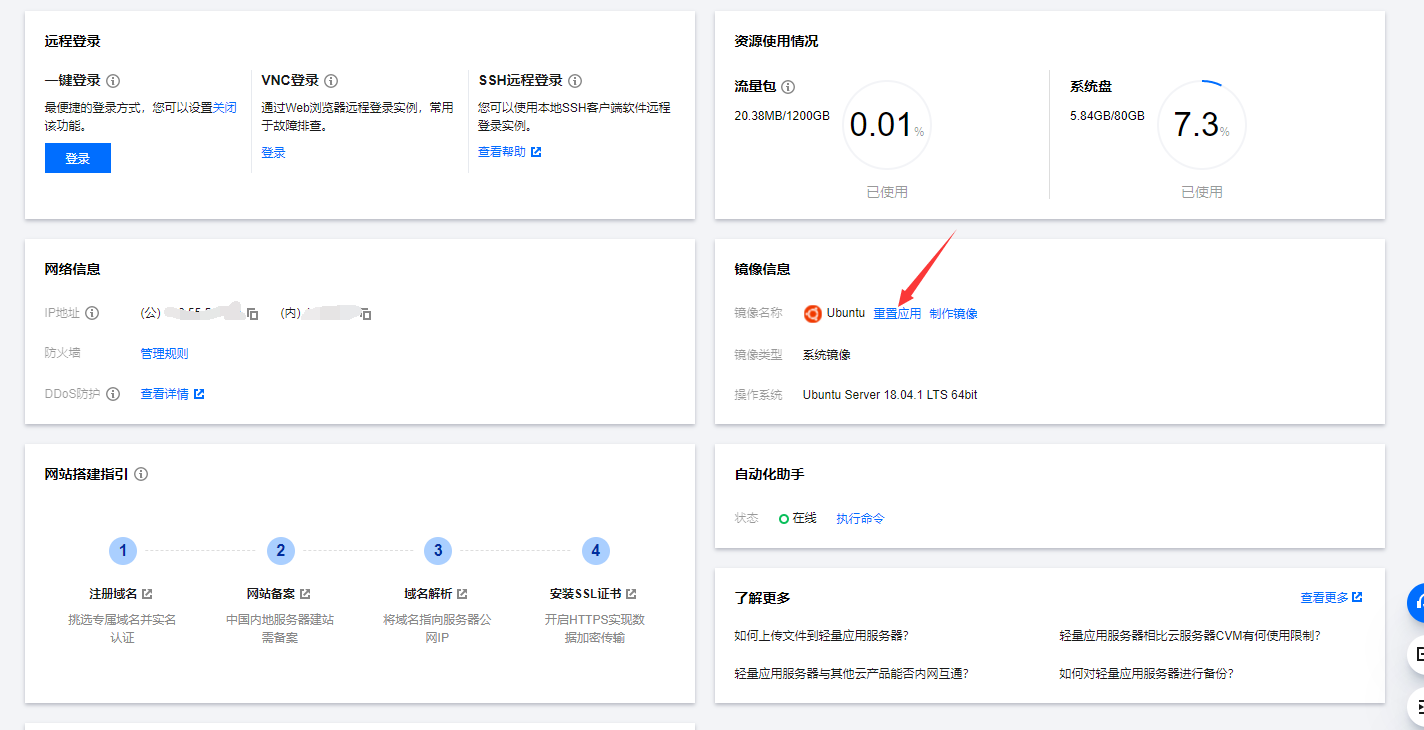 远程登录
一键登录
最便捷的登录方式，您可以设置关闭
该功能。
登录
VNC登录
通过Web浏览器远程登录实例，常用
于故障排查。
登录
SSH远程登录
您可以使用本地SSH客户端软件远程
登录实例。
查看帮助
资源使用情况
流量包
20.38MB/1200GB
0.01%
已使用
系统盘
5.84GB/80GB
7.3%
已使用
网络信息
IP地址 (公) (内)
防火墙 管理规则
DDoS防护 查看详情
镜像信息
镜像名称 Ubuntu 重置应用 制作镜像
镜像类型 系统镜像
操作系统 Ubuntu Server 18.04.1 LTS 64bit
网站搭建指引
1
注册域名
挑选专属域名并实名
认证
2
网站备案
中国内地服务器建站
需备案
3
域名解析
将域名指向服务器公
网IP
4
安装SSL证书
开启HTTPS实现数
据加密传输
自动化助手
状态 在线 执行命令
了解更多 查看更多
如何上传文件到轻量应用服务器？ 轻量应用服务器相比云服务器CVM有何使用限制？
轻量应用服务器与其他云产品能否内网互通？ 如何对轻量应用服务器进行备份？